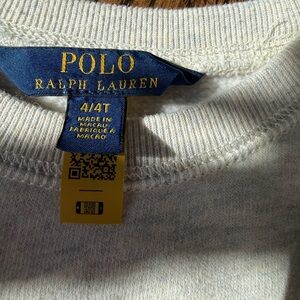 POLO
RALPH LAUREN
4/4T
MADE IN
MACAU
FABRIQUÉ À
MACAO